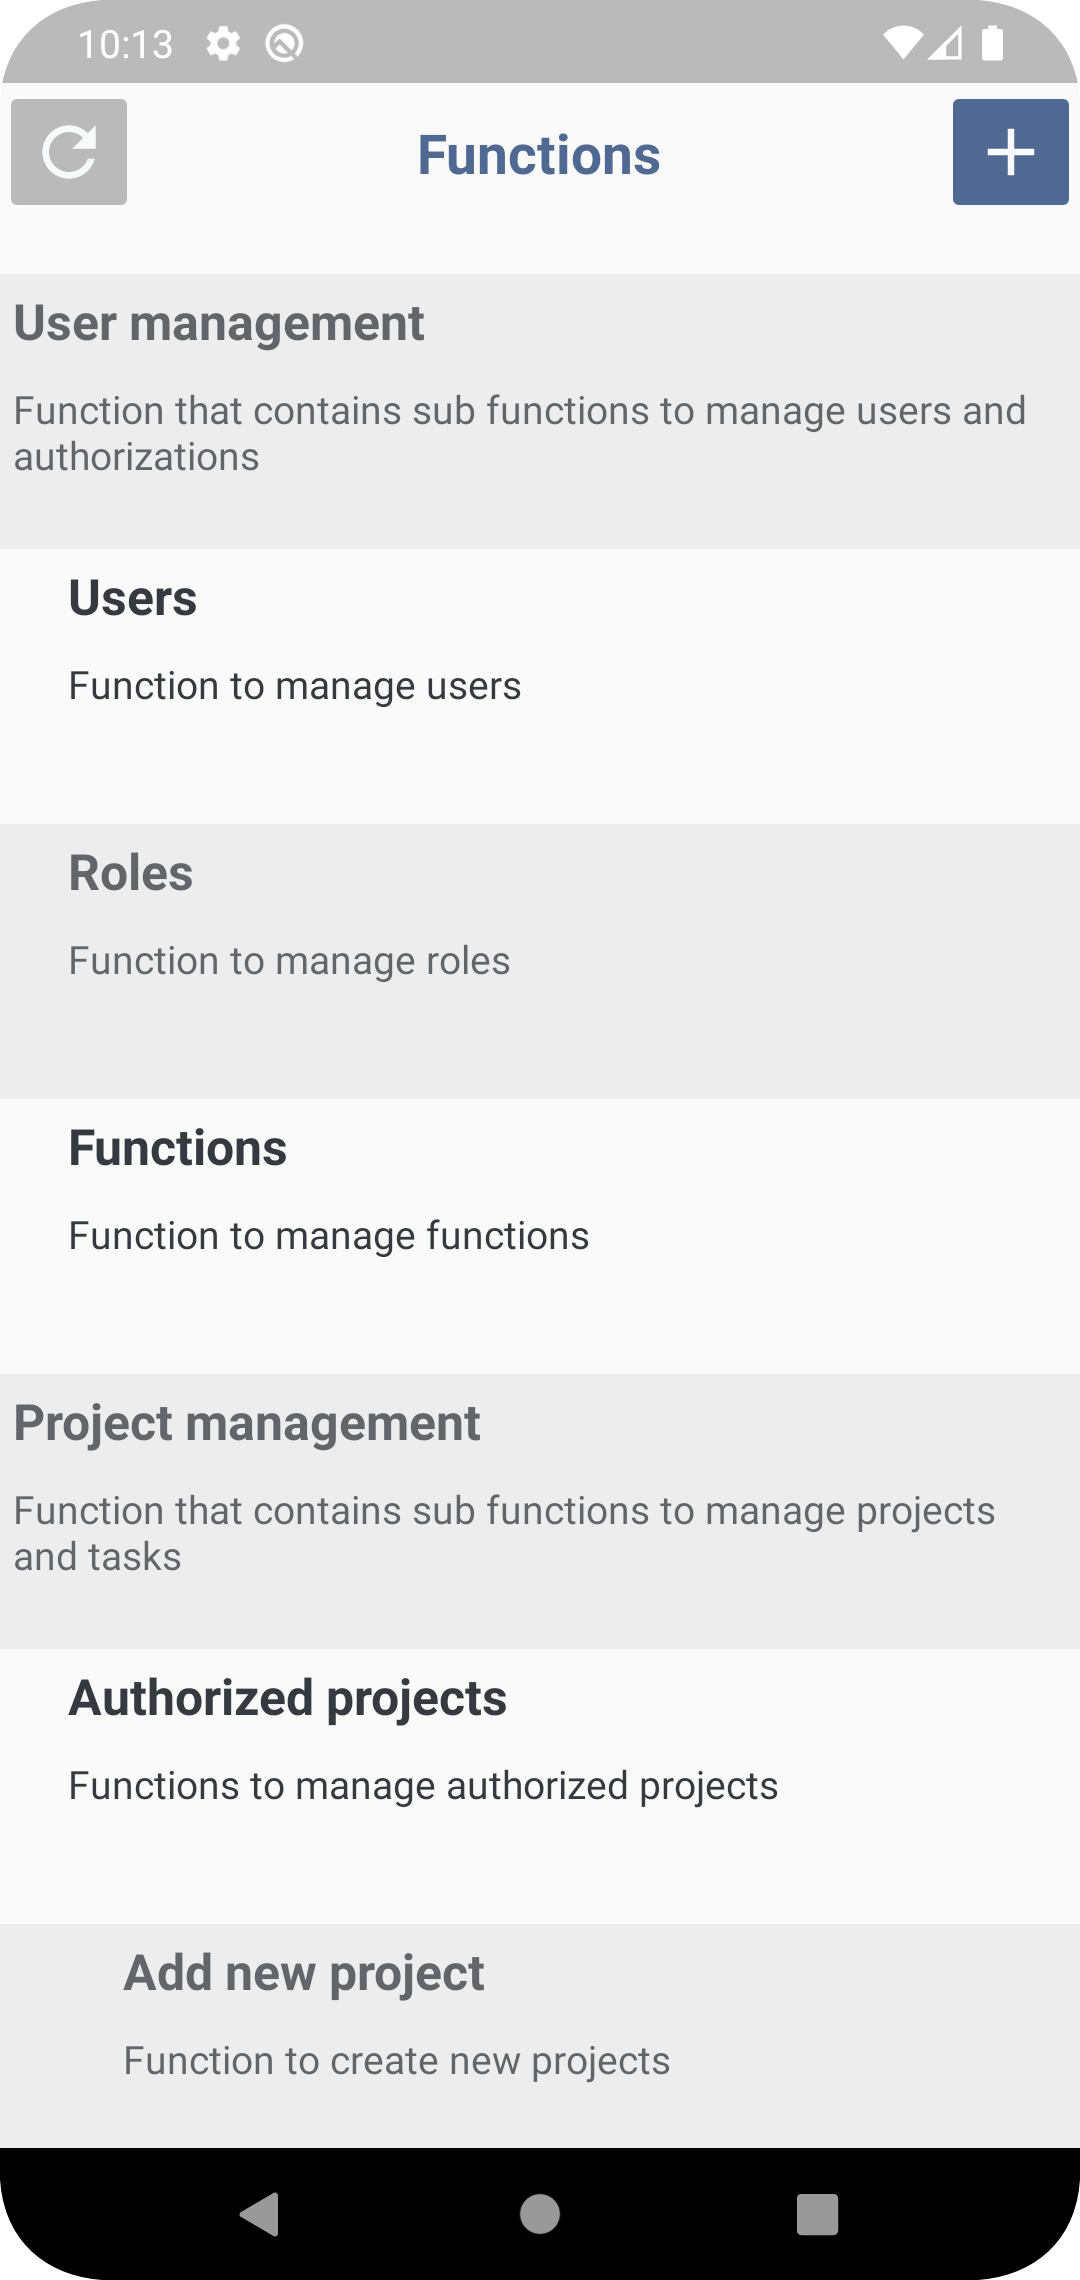 10:13
Functions
User management
Function that contains sub functions to manage users and
authorizations
Users
Function to manage users
Roles
Function to manage roles
Functions
Function to manage functions
Project management
Function that contains sub functions to manage projects
and tasks
Authorized projects
Functions to manage authorized projects
Add new project
Function to create new projects